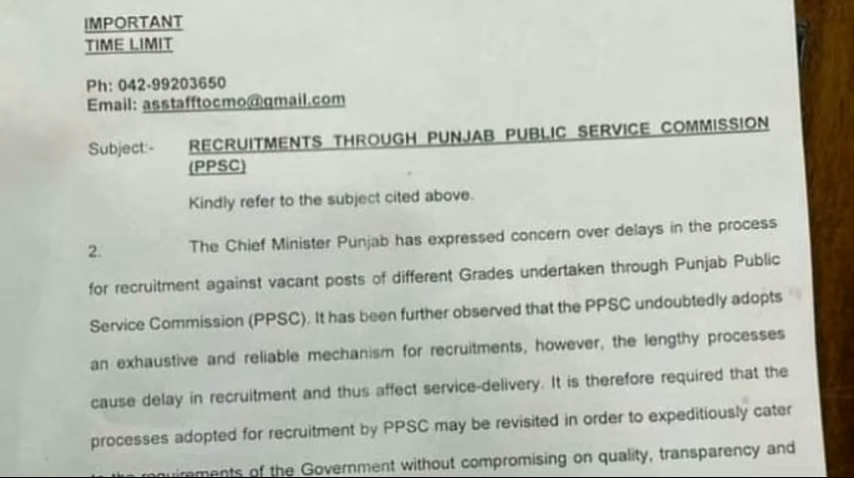 IMPORTANT
TIME LIMIT
Ph: 042-99203650
Email: asstafftocmo@gmail.com
Subject:- RECRUITMENTS THROUGH PUNJAB PUBLIC SERVICE COMMISSION
(PPSC)
Kindly refer to the subject cited above.
2. The Chief Minister Punjab has expressed concern over delays in the process
for recruitment against vacant posts of different Grades undertaken through Punjab Public
Service Commission (PPSC). It has been further observed that the PPSC undoubtedly adopts
an exhaustive and reliable mechanism for recruitments, however, the lengthy processes
cause delay in recruitment and thus affect service-delivery. It is therefore required that the
processes adopted for recruitment by PPSC may be revisited in order to expeditiously cater
to the requirements of the Government without compromising on quality, transparency and